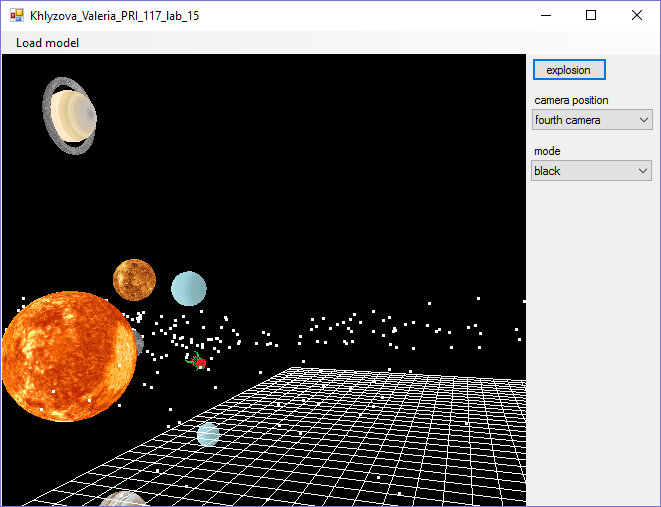 Khlyzova_Valeria_PRI_117_lab_15
Load model
explosion
camera position
fourth camera
mode
black